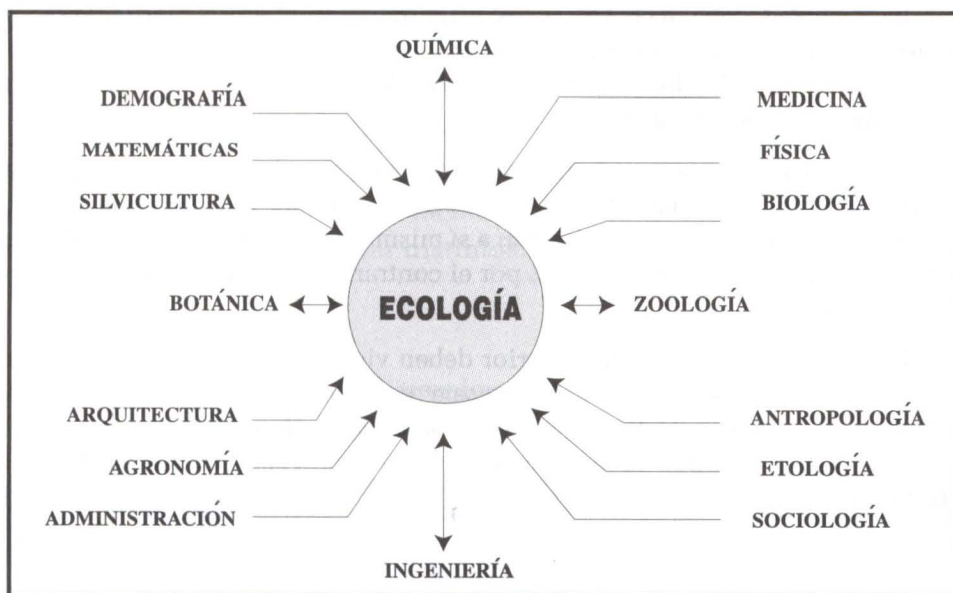 QUÍMICA
DEMOGRAFÍA
MEDICINA
MATEMÁTICAS
FÍSICA
SILVICULTURA
BIOLOGÍA
BOTÁNICA
ECOLOGÍA
ZOOLOGÍA
ARQUITECTURA
ANTROPOLOGÍA
AGRONOMÍA
ETOLOGÍA
ADMINISTRACIÓN
SOCIOLOGÍA
INGENIERÍA